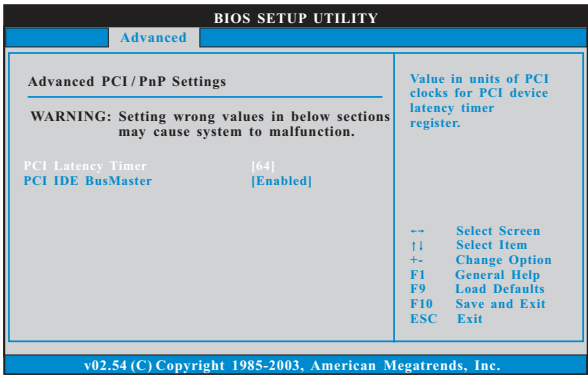 BIOS SETUP UTILITY
Advanced
Advanced PCI / PnP Settings
WARNING: Setting wrong values in below sections
may cause system to malfunction.
PCI Latency Timer [64]
PCI IDE BusMaster [Enabled]
Value in units of PCI
clocks for PCI device
latency timer
register.
↔ Select Screen
↑↓ Select Item
+- Change Option
F1 General Help
F9 Load Defaults
F10 Save and Exit
ESC Exit
v02.54 (C) Copyright 1985-2003, American Megatrends, Inc.